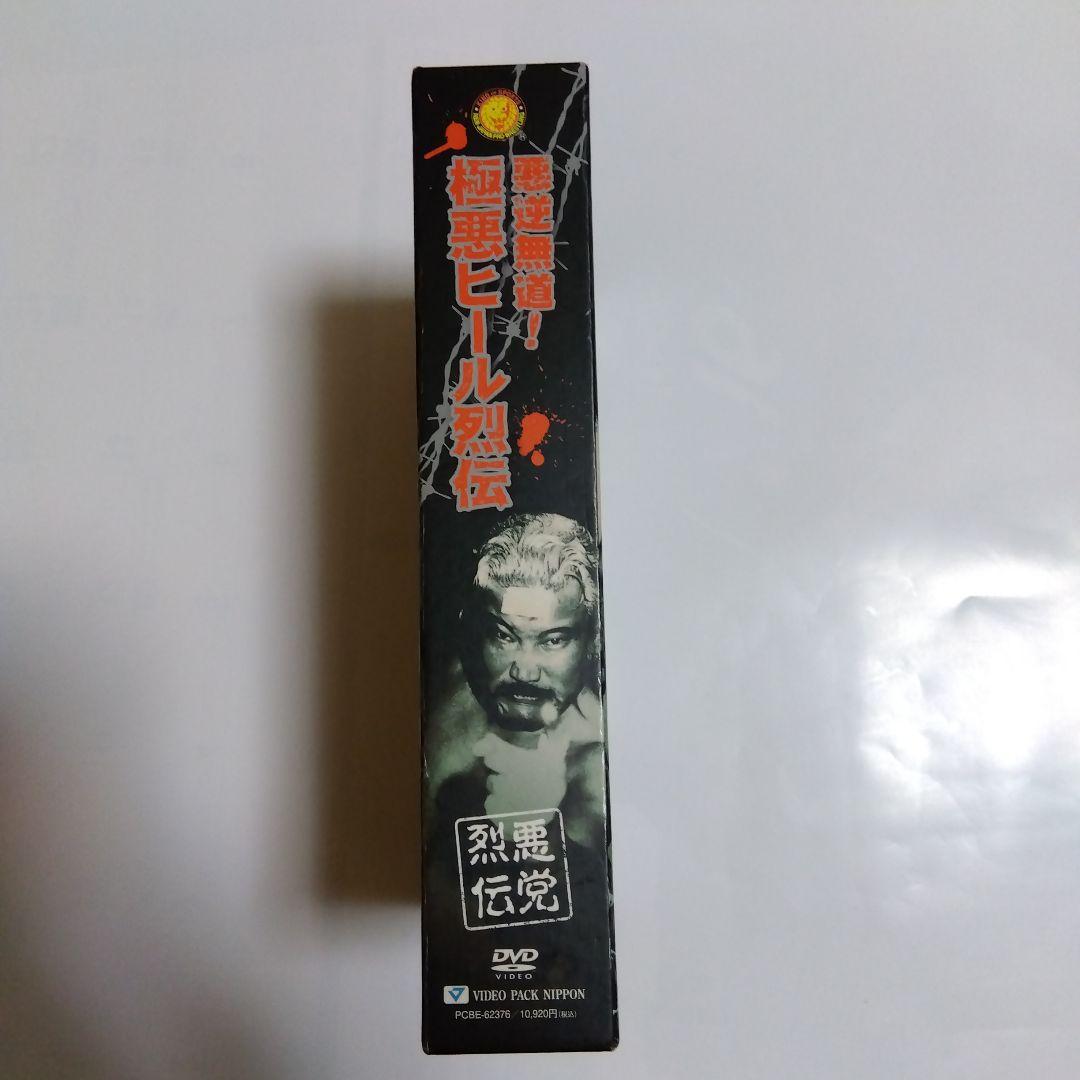 悪逆無道!
極悪ヒール烈伝
悪党
烈伝
DVD
VIDEO
VIDEO PACK NIPPON
PCBE-62376/10,920円(税込)